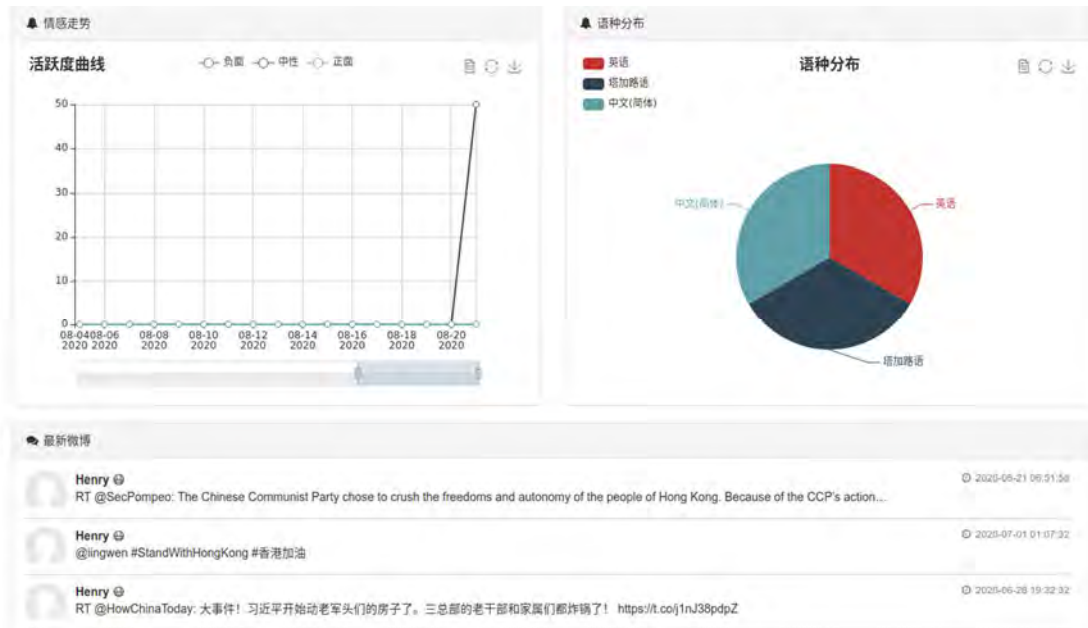 情感走势
语种分布
活跃度曲线
负面 中性 正面
50
40
30
20
10
0
08-04 08-06 08-08 08-10 08-12 08-14 08-16 08-18 08-20
2020 2020 2020 2020 2020 2020 2020 2020 2020
英语
塔加路语
中文(简体)
语种分布
中文(简体)
英语
塔加路语
最新微博
Henry
RT @SecPompeo: The Chinese Communist Party chose to crush the freedoms and autonomy of the people of Hong Kong. Because of the CCP's action...
Henry
2020-07-01 01:07:32
@iingwen #StandWithHongKong #香港加油
Henry
2020-06-28 19:32:32
RT @HowChinaToday: 大事件！习近平开始动老军头们的房子了。三总部的老干部和家属们都炸锅了！ https://t.co/j1nJ38pdpZ